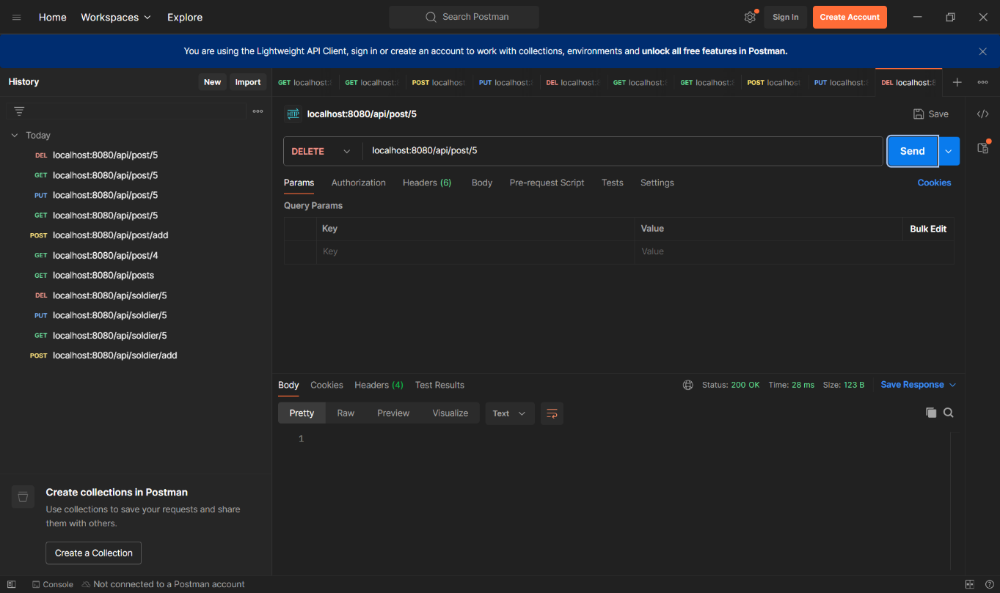 Home Workspaces Explore Search Postman Sign In Create Account
You are using the Lightweight API Client, sign in or create an account to work with collections, environments and unlock all free features in Postman.
History New Import
GET localhost: GET localhost: POST localhost PUT localhost: DEL localhost:8 GET localhost: GET localhost:8 POST localhost PUT localhost: DEL localhost:8
HTTP localhost:8080/api/post/5 Save
DELETE localhost:8080/api/post/5 Send
Params Authorization Headers (6) Body Pre-request Script Tests Settings Cookies
Query Params
Key Value Bulk Edit
Key Value
Today
DEL localhost:8080/api/post/5
GET localhost:8080/api/post/5
PUT localhost:8080/api/post/5
GET localhost:8080/api/post/5
POST localhost:8080/api/post/add
GET localhost:8080/api/post/4
GET localhost:8080/api/posts
DEL localhost:8080/api/soldier/5
PUT localhost:8080/api/soldier/5
GET localhost:8080/api/soldier/5
POST localhost:8080/api/soldier/add
Body Cookies Headers (4) Test Results Status: 200 OK Time: 28 ms Size: 123 B Save Response
Pretty Raw Preview Visualize Text
1
Create collections in Postman
Use collections to save your requests and share
them with others.
Create a Collection
Console Not connected to a Postman account